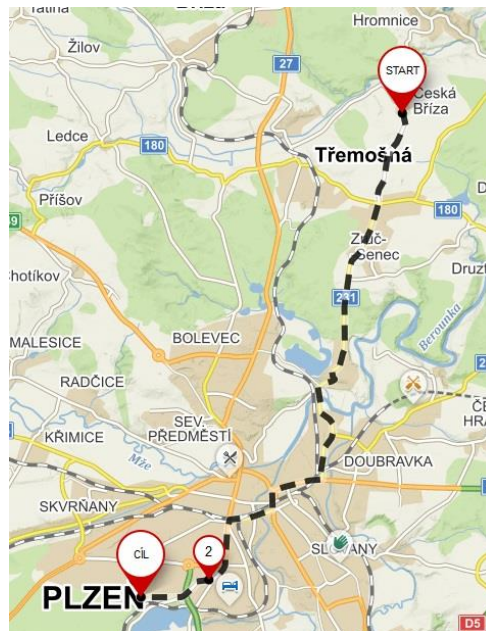 Hromnice
Žilov
27
START
Česká
Bříza
Ledce
180
Třemošná
Příšov
180
Zruč-
Senec
Chotíkov
Druzt
231
Berounka
MALESICE
BOLEVEC
RADČICE
SEV.
PŘEDMĚSTÍ
KŘIMICE
Mže
DOUBRAVKA
SKVRŇANY
CÍL
2
SLOVANY
PLZEŇ
D5